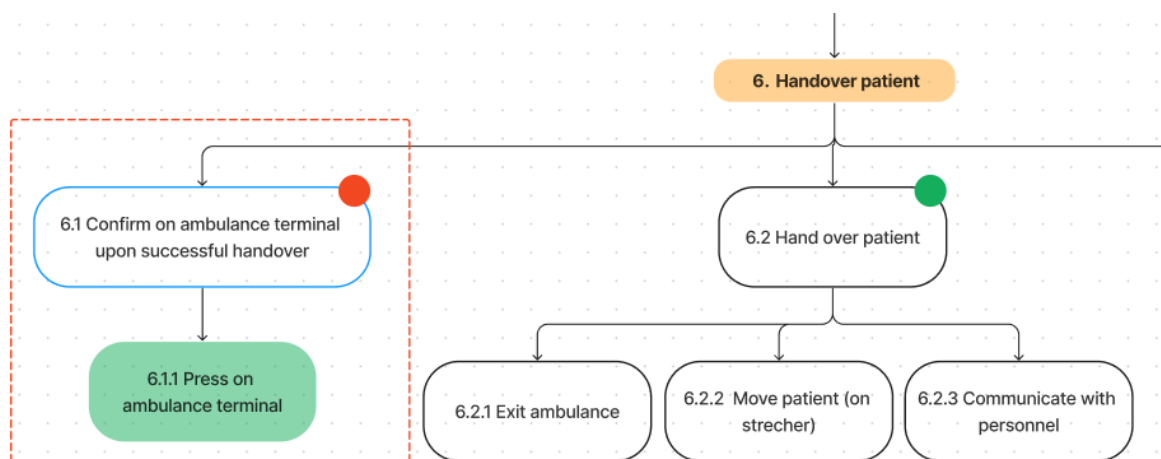 6. Handover patient
6.1 Confirm on ambulance terminal
upon successful handover
6.2 Hand over patient
6.1.1 Press on
ambulance terminal
6.2.1 Exit ambulance
6.2.2 Move patient (on
strecher)
6.2.3 Communicate with
personnel